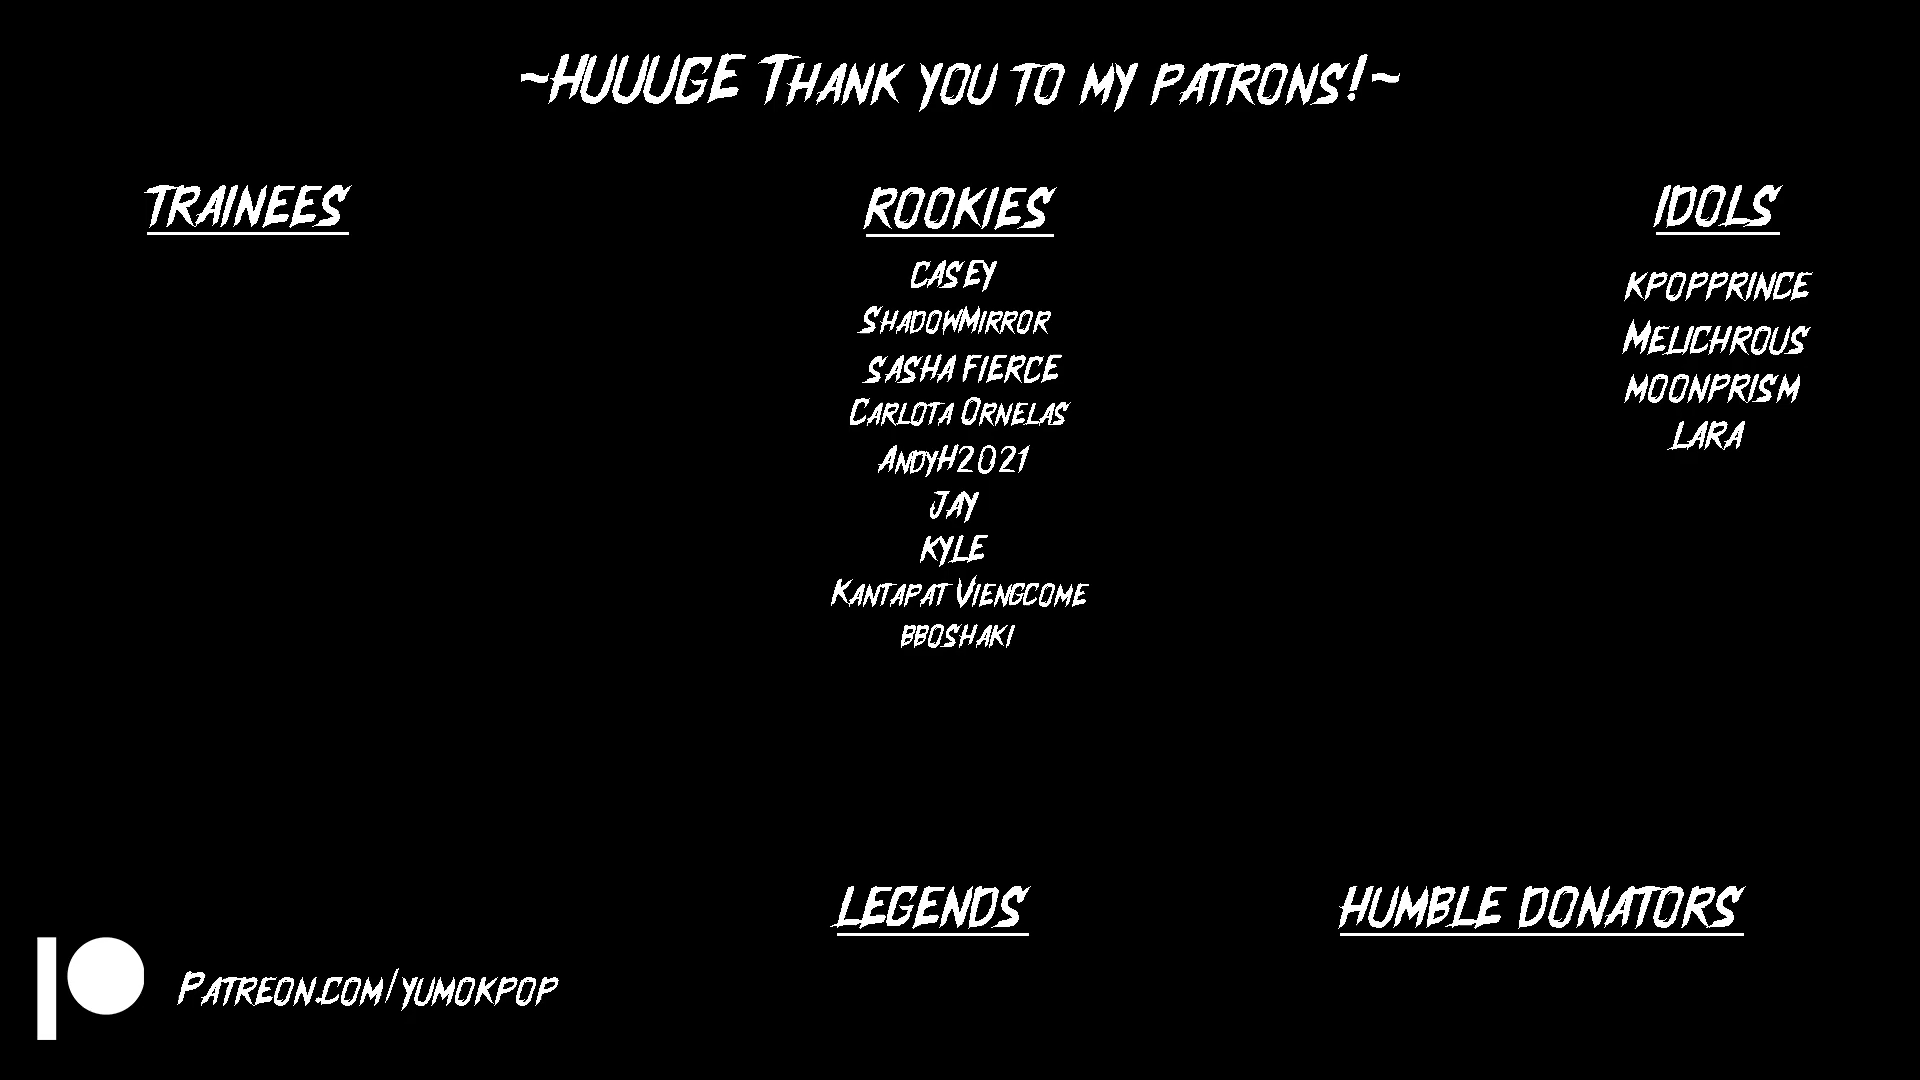 ~HUUUGE Thank you to my patrons!~
TRAINEES
ROOKIES
CASEY
ShadowMirror
SASHA FIERCE
Carlota Ornelas
AndyH2021
JAY
KYLE
Kantapat Viengcome
BBOSHAKI
IDOLS
KPOPPRINCE
Melichrous
MOONPRISM
LARA
LEGENDS
HUMBLE DONATORS
Patreon.com/yumokpop